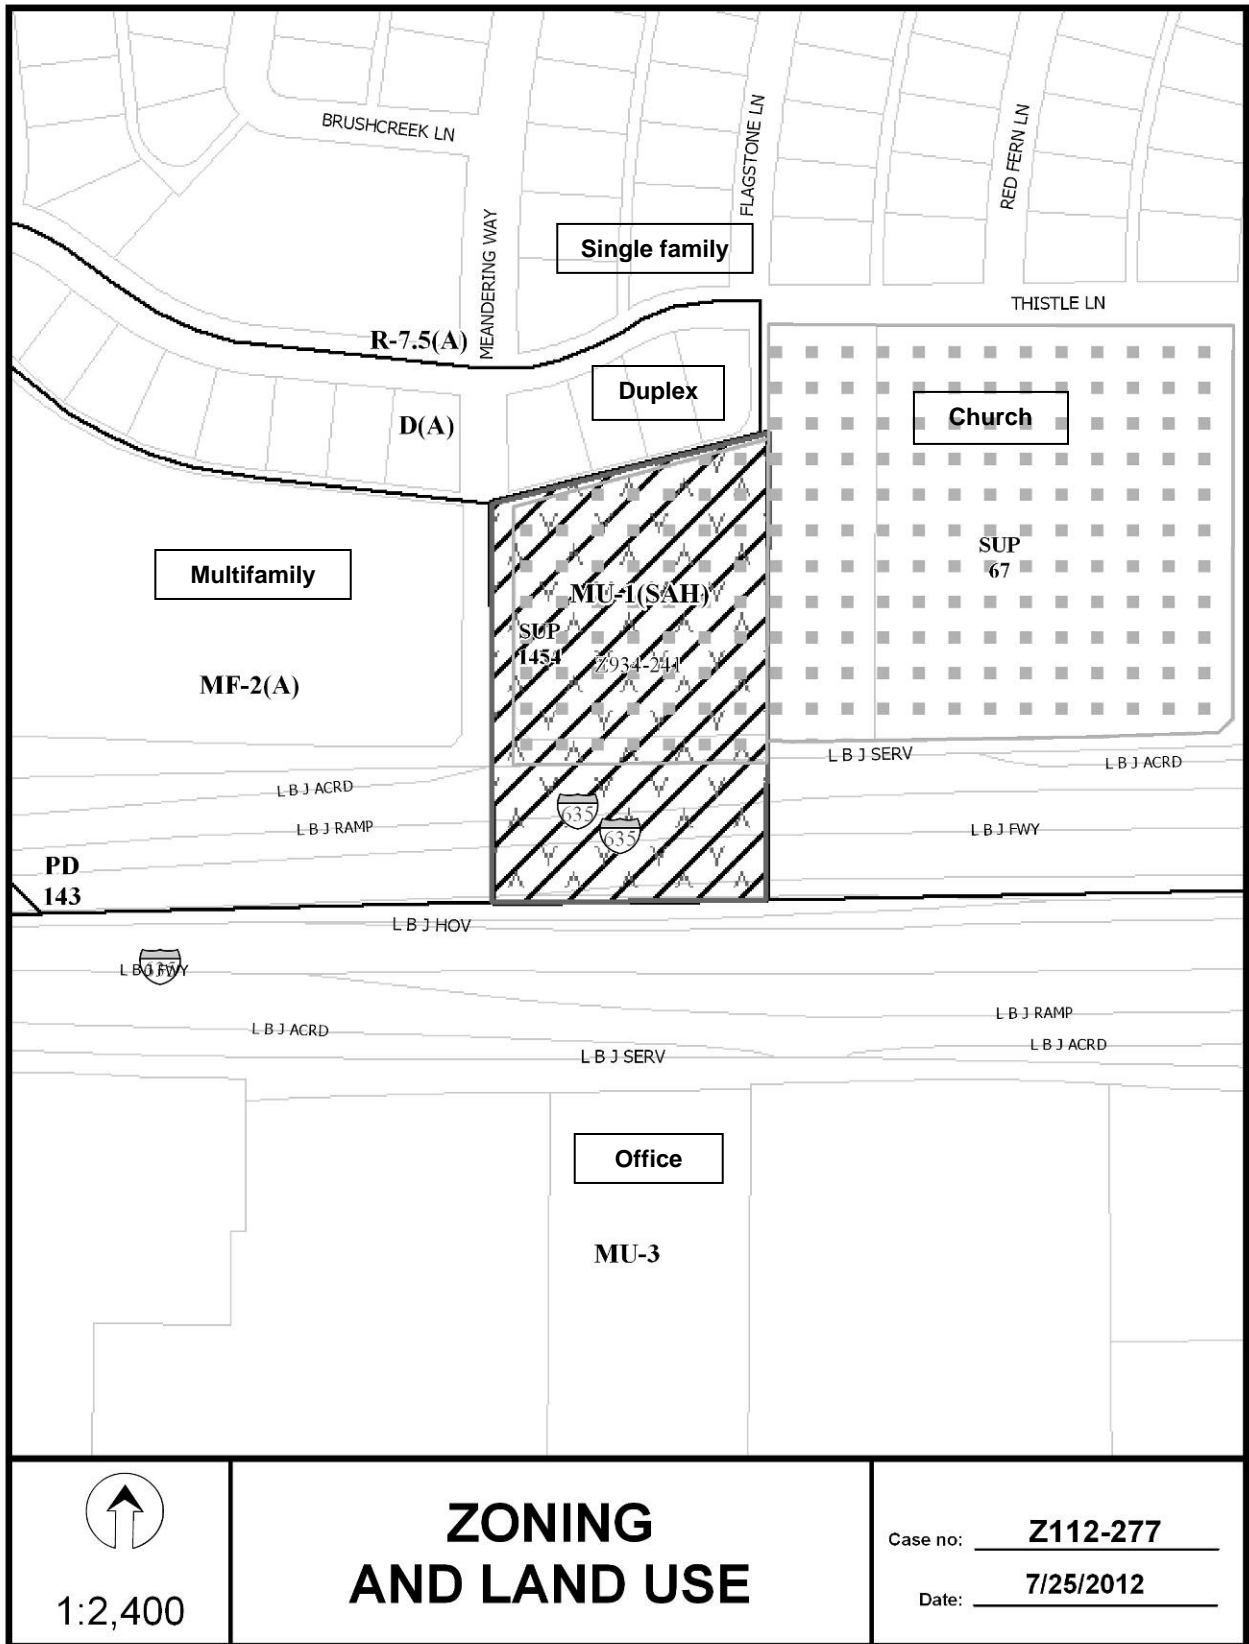 BRUSHCREEK LN
FLAGSTONE LN
RED FERN LN
MEANDERING WAY
Single family
THISTLE LN
R-7.5(A)
Duplex
Church
D(A)
SUP
67
Multifamily
MU-1(SAH)
SUP
1454
Z934-241
MF-2(A)
L B J SERV
L B J ACRD
L B J ACRD
635
L B J RAMP
635
L B J FWY
PD
143
L B J HOV
L B J FWY
L B J RAMP
L B J ACRD
L B J ACRD
L B J SERV
Office
MU-3
1:2,400
ZONING
AND LAND USE
Case no: Z112-277
Date: 7/25/2012